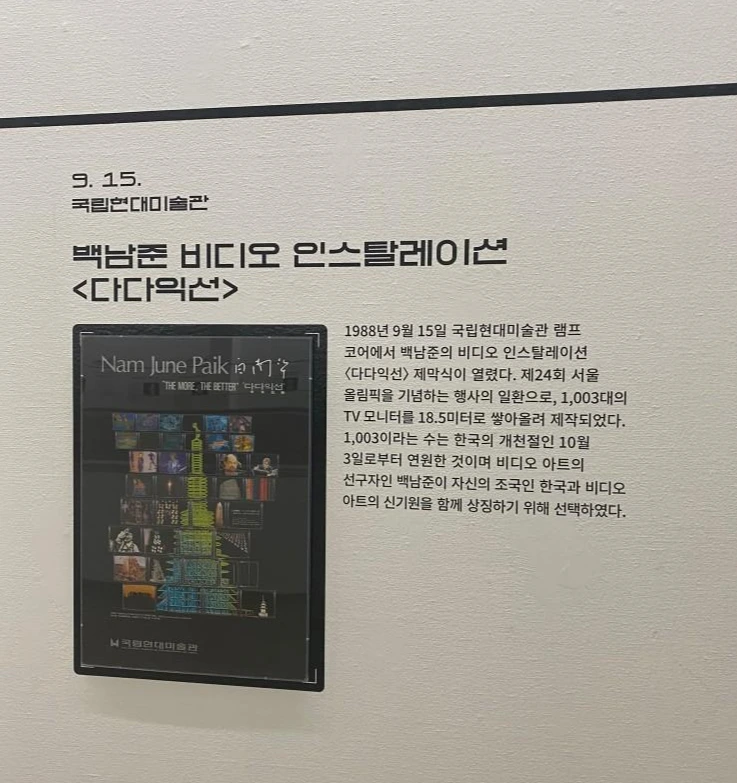 9. 15.
국립현대미술관
백남준 비디오 인스탈레이션
<다다익선>
Nam June Paik 白南準
"THE MORE, THE BETTER" "다다익선"
국립현대미술관
1988년 9월 15일 국립현대미술관 램프
코어에서 백남준의 비디오 인스탈레이션
〈다다익선〉 제막식이 열렸다. 제24회 서울
올림픽을 기념하는 행사의 일환으로, 1,003대의
TV 모니터를 18.5미터로 쌓아올려 제작되었다.
1,003이라는 수는 한국의 개천절인 10월
3일로부터 연원한 것이며 비디오 아트의
선구자인 백남준이 자신의 조국인 한국과 비디오
아트의 신기원을 함께 상징하기 위해 선택하였다.